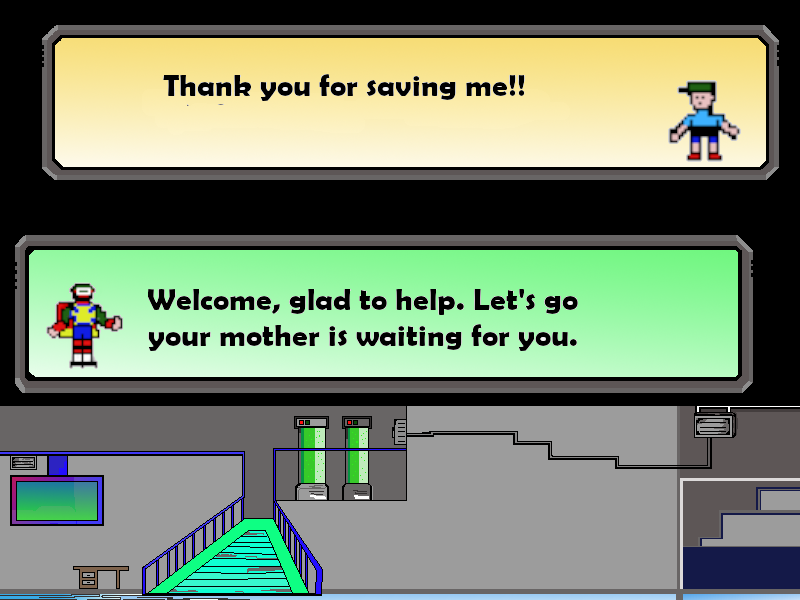 Thank you for saving me!!
Welcome, glad to help. Let's go
your mother is waiting for you.